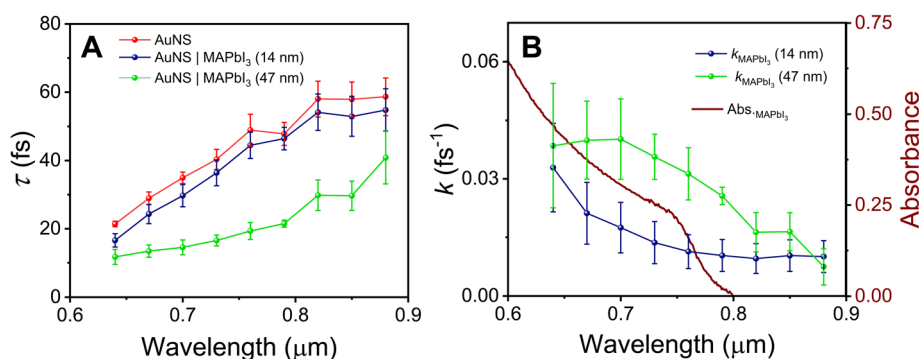 A
AuNS
AuNS | MAPbI₃ (14 nm)
AuNS | MAPbI₃ (47 nm)
τ (fs)
80
60
40
20
0
0.6 0.7 0.8 0.9
Wavelength (μm)
B
k_MAPbI₃ (14 nm)
k_MAPbI₃ (47 nm)
Abs._MAPbI₃
k (fs⁻¹)
0.06
0.03
0.00
0.6 0.7 0.8 0.9
Wavelength (μm)
0.75
0.50
0.25
0.00
Absorbance